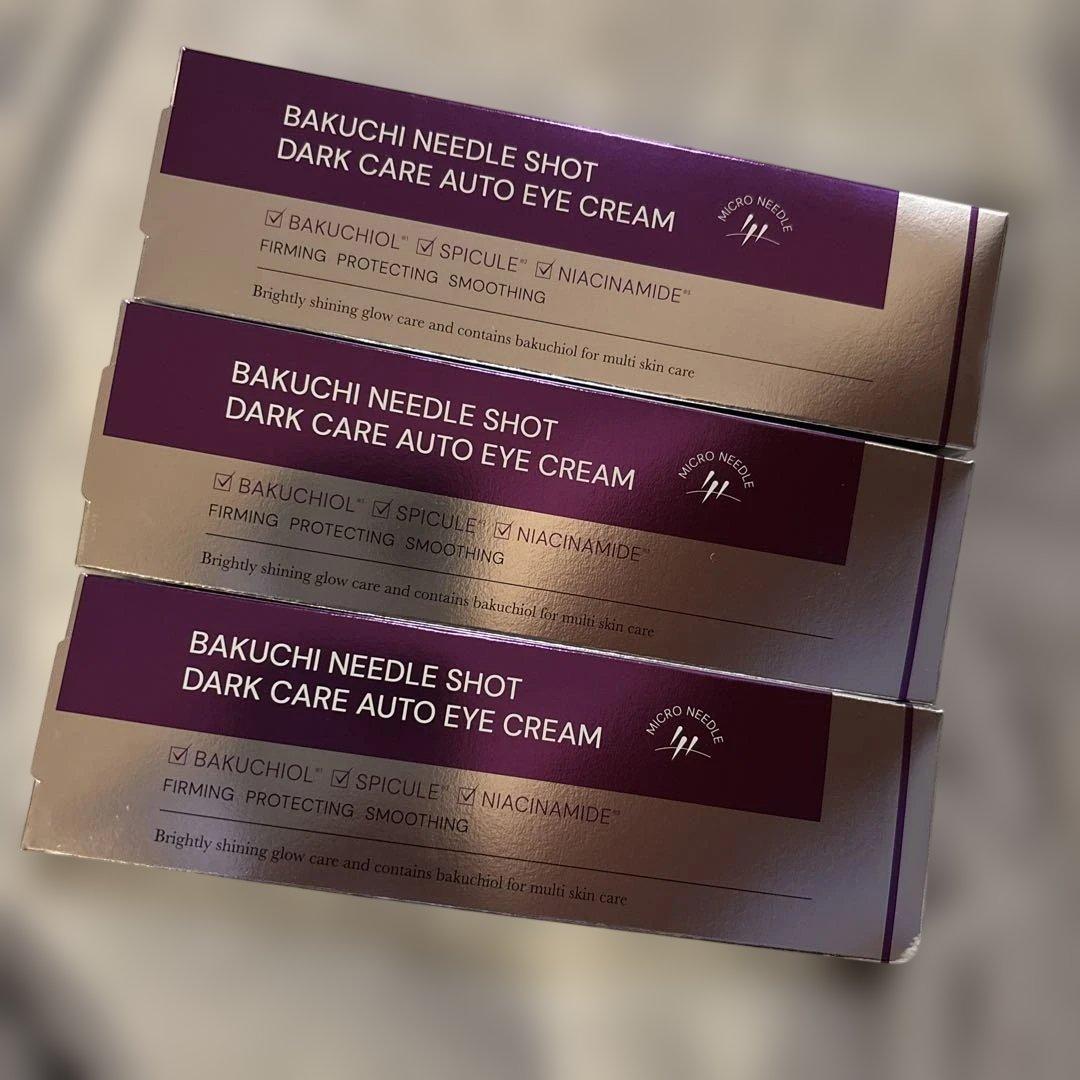 BAKUCHI NEEDLE SHOT
DARK CARE AUTO EYE CREAM
MICRO NEEDLE
☑ BAKUCHIOL ☑ SPICULE ☑ NIACINAMIDE
FIRMING PROTECTING SMOOTHING
Brightly shining glow care and contains bakuchiol for multi skin care
BAKUCHI NEEDLE SHOT
DARK CARE AUTO EYE CREAM
MICRO NEEDLE
☑ BAKUCHIOL ☑ SPICULE ☑ NIACINAMIDE
FIRMING PROTECTING SMOOTHING
Brightly shining glow care and contains bakuchiol for multi skin care
BAKUCHI NEEDLE SHOT
DARK CARE AUTO EYE CREAM
MICRO NEEDLE
☑ BAKUCHIOL ☑ SPICULE ☑ NIACINAMIDE
FIRMING PROTECTING SMOOTHING
Brightly shining glow care and contains bakuchiol for multi skin care